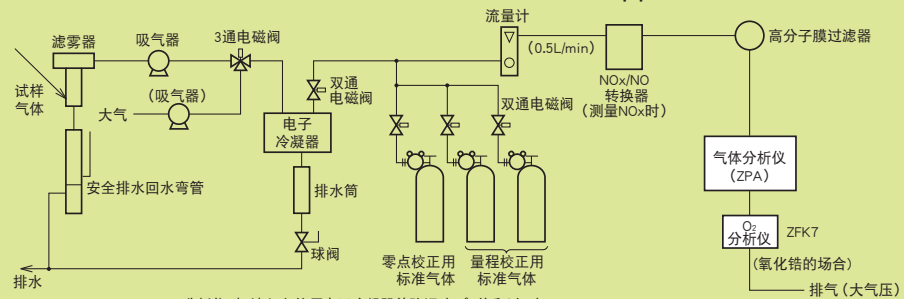 流量计
滤雾器
吸气器
3通电磁阀
(0.5L/min)
高分子膜过滤器
NOx/NO
转换器
(测量NOx时)
试样
气体
(吸气器)
大气
双通
电磁阀
双通电磁阀
电子
冷凝器
气体分析仪
(ZPA)
安全排水回水弯管
排水筒
O₂
分析仪
ZFK7
球阀
零点校正用
标准气体
量程校正用
标准气体
(氧化锆的场合)
排水
排气(大气压)